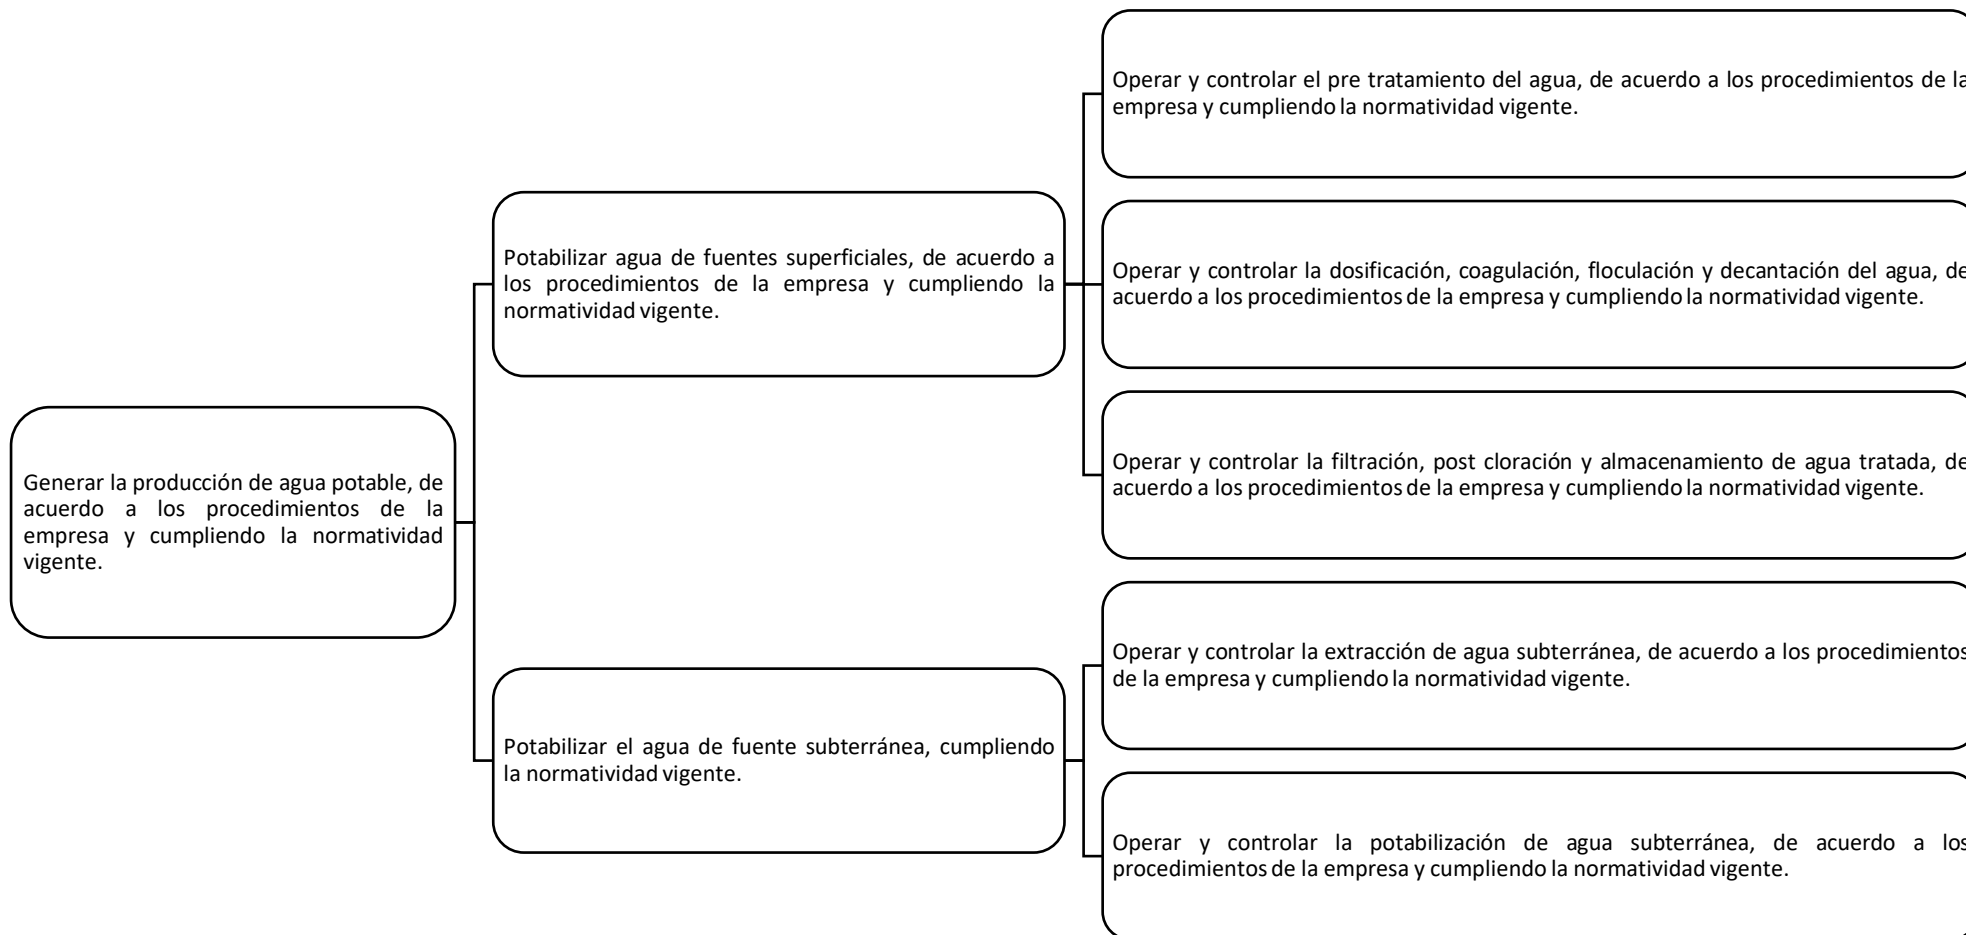 Generar la producción de agua potable, de
acuerdo a los procedimientos de la
empresa y cumpliendo la normatividad
vigente.
Potabilizar agua de fuentes superficiales, de acuerdo a
los procedimientos de la empresa y cumpliendo la
normatividad vigente.
Operar y controlar el pre tratamiento del agua, de acuerdo a los procedimientos de la
empresa y cumpliendo la normatividad vigente.
Operar y controlar la dosificación, coagulación, floculación y decantación del agua, de
acuerdo a los procedimientos de la empresa y cumpliendo la normatividad vigente.
Operar y controlar la filtración, post cloración y almacenamiento de agua tratada, de
acuerdo a los procedimientos de la empresa y cumpliendo la normatividad vigente.
Potabilizar el agua de fuente subterránea, cumpliendo
la normatividad vigente.
Operar y controlar la extracción de agua subterránea, de acuerdo a los procedimientos
de la empresa y cumpliendo la normatividad vigente.
Operar y controlar la potabilización de agua subterránea, de acuerdo a los
procedimientos de la empresa y cumpliendo la normatividad vigente.